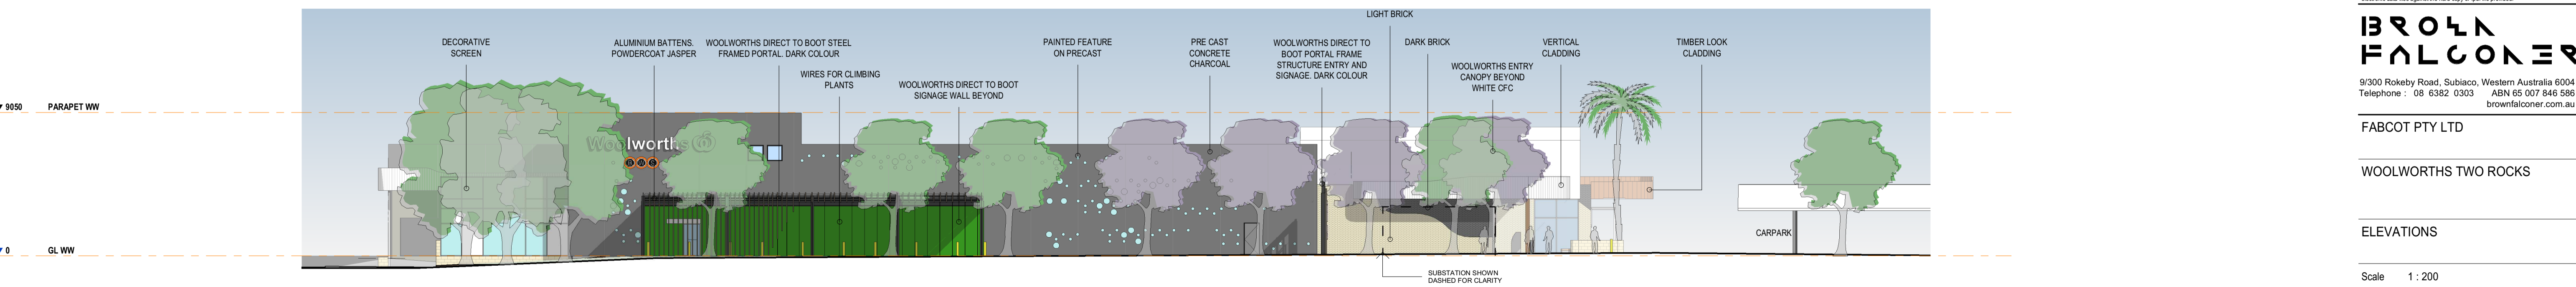 LIGHT BRICK
DECORATIVE
SCREEN
ALUMINIUM BATTENS.
POWDERCOAT JASPER
WOOLWORTHS DIRECT TO BOOT STEEL
FRAMED PORTAL. DARK COLOUR
WIRES FOR CLIMBING
PLANTS
WOOLWORTHS DIRECT TO BOOT
SIGNAGE WALL BEYOND
PAINTED FEATURE
ON PRECAST
PRE CAST
CONCRETE
CHARCOAL
WOOLWORTHS DIRECT TO
BOOT PORTAL FRAME
STRUCTURE ENTRY AND
SIGNAGE. DARK COLOUR
DARK BRICK
WOOLWORTHS ENTRY
CANOPY BEYOND
WHITE CFC
VERTICAL
CLADDING
TIMBER LOOK
CLADDING
9050 PARAPET WW
Woolworths
BWS
0 GL WW
CARPARK
SUBSTATION SHOWN
DASHED FOR CLARITY
BROWN
FALCONER
9/300 Rokeby Road, Subiaco, Western Australia 6004
Telephone : 08 6382 0303 ABN 65 007 846 586
brownfalconer.com.au
FABCOT PTY LTD
WOOLWORTHS TWO ROCKS
ELEVATIONS
Scale 1 : 200